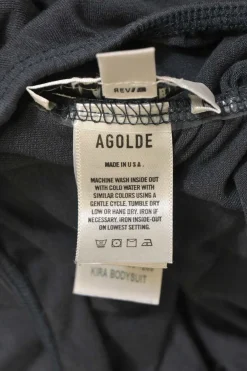 REV
AGOLDE
MADE IN U S A .
MACHINE WASH INSIDE OUT
WITH COLD WATER WITH
SIMILAR COLORS USING A
GENTLE CYCLE. TUMBLE DRY
LOW OR HANG DRY. IRON IF
NECESSARY, IRON INSIDE-OUT
ON LOWEST SETTING.
KIRA BODYSUIT